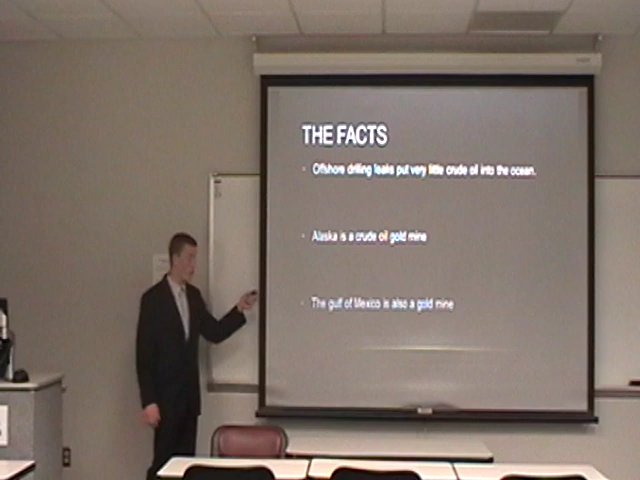 THE FACTS
Offshore drilling leaks put very little crude oil into the ocean.
Alaska is a crude oil gold mine
The gulf of Mexico is also a gold mine